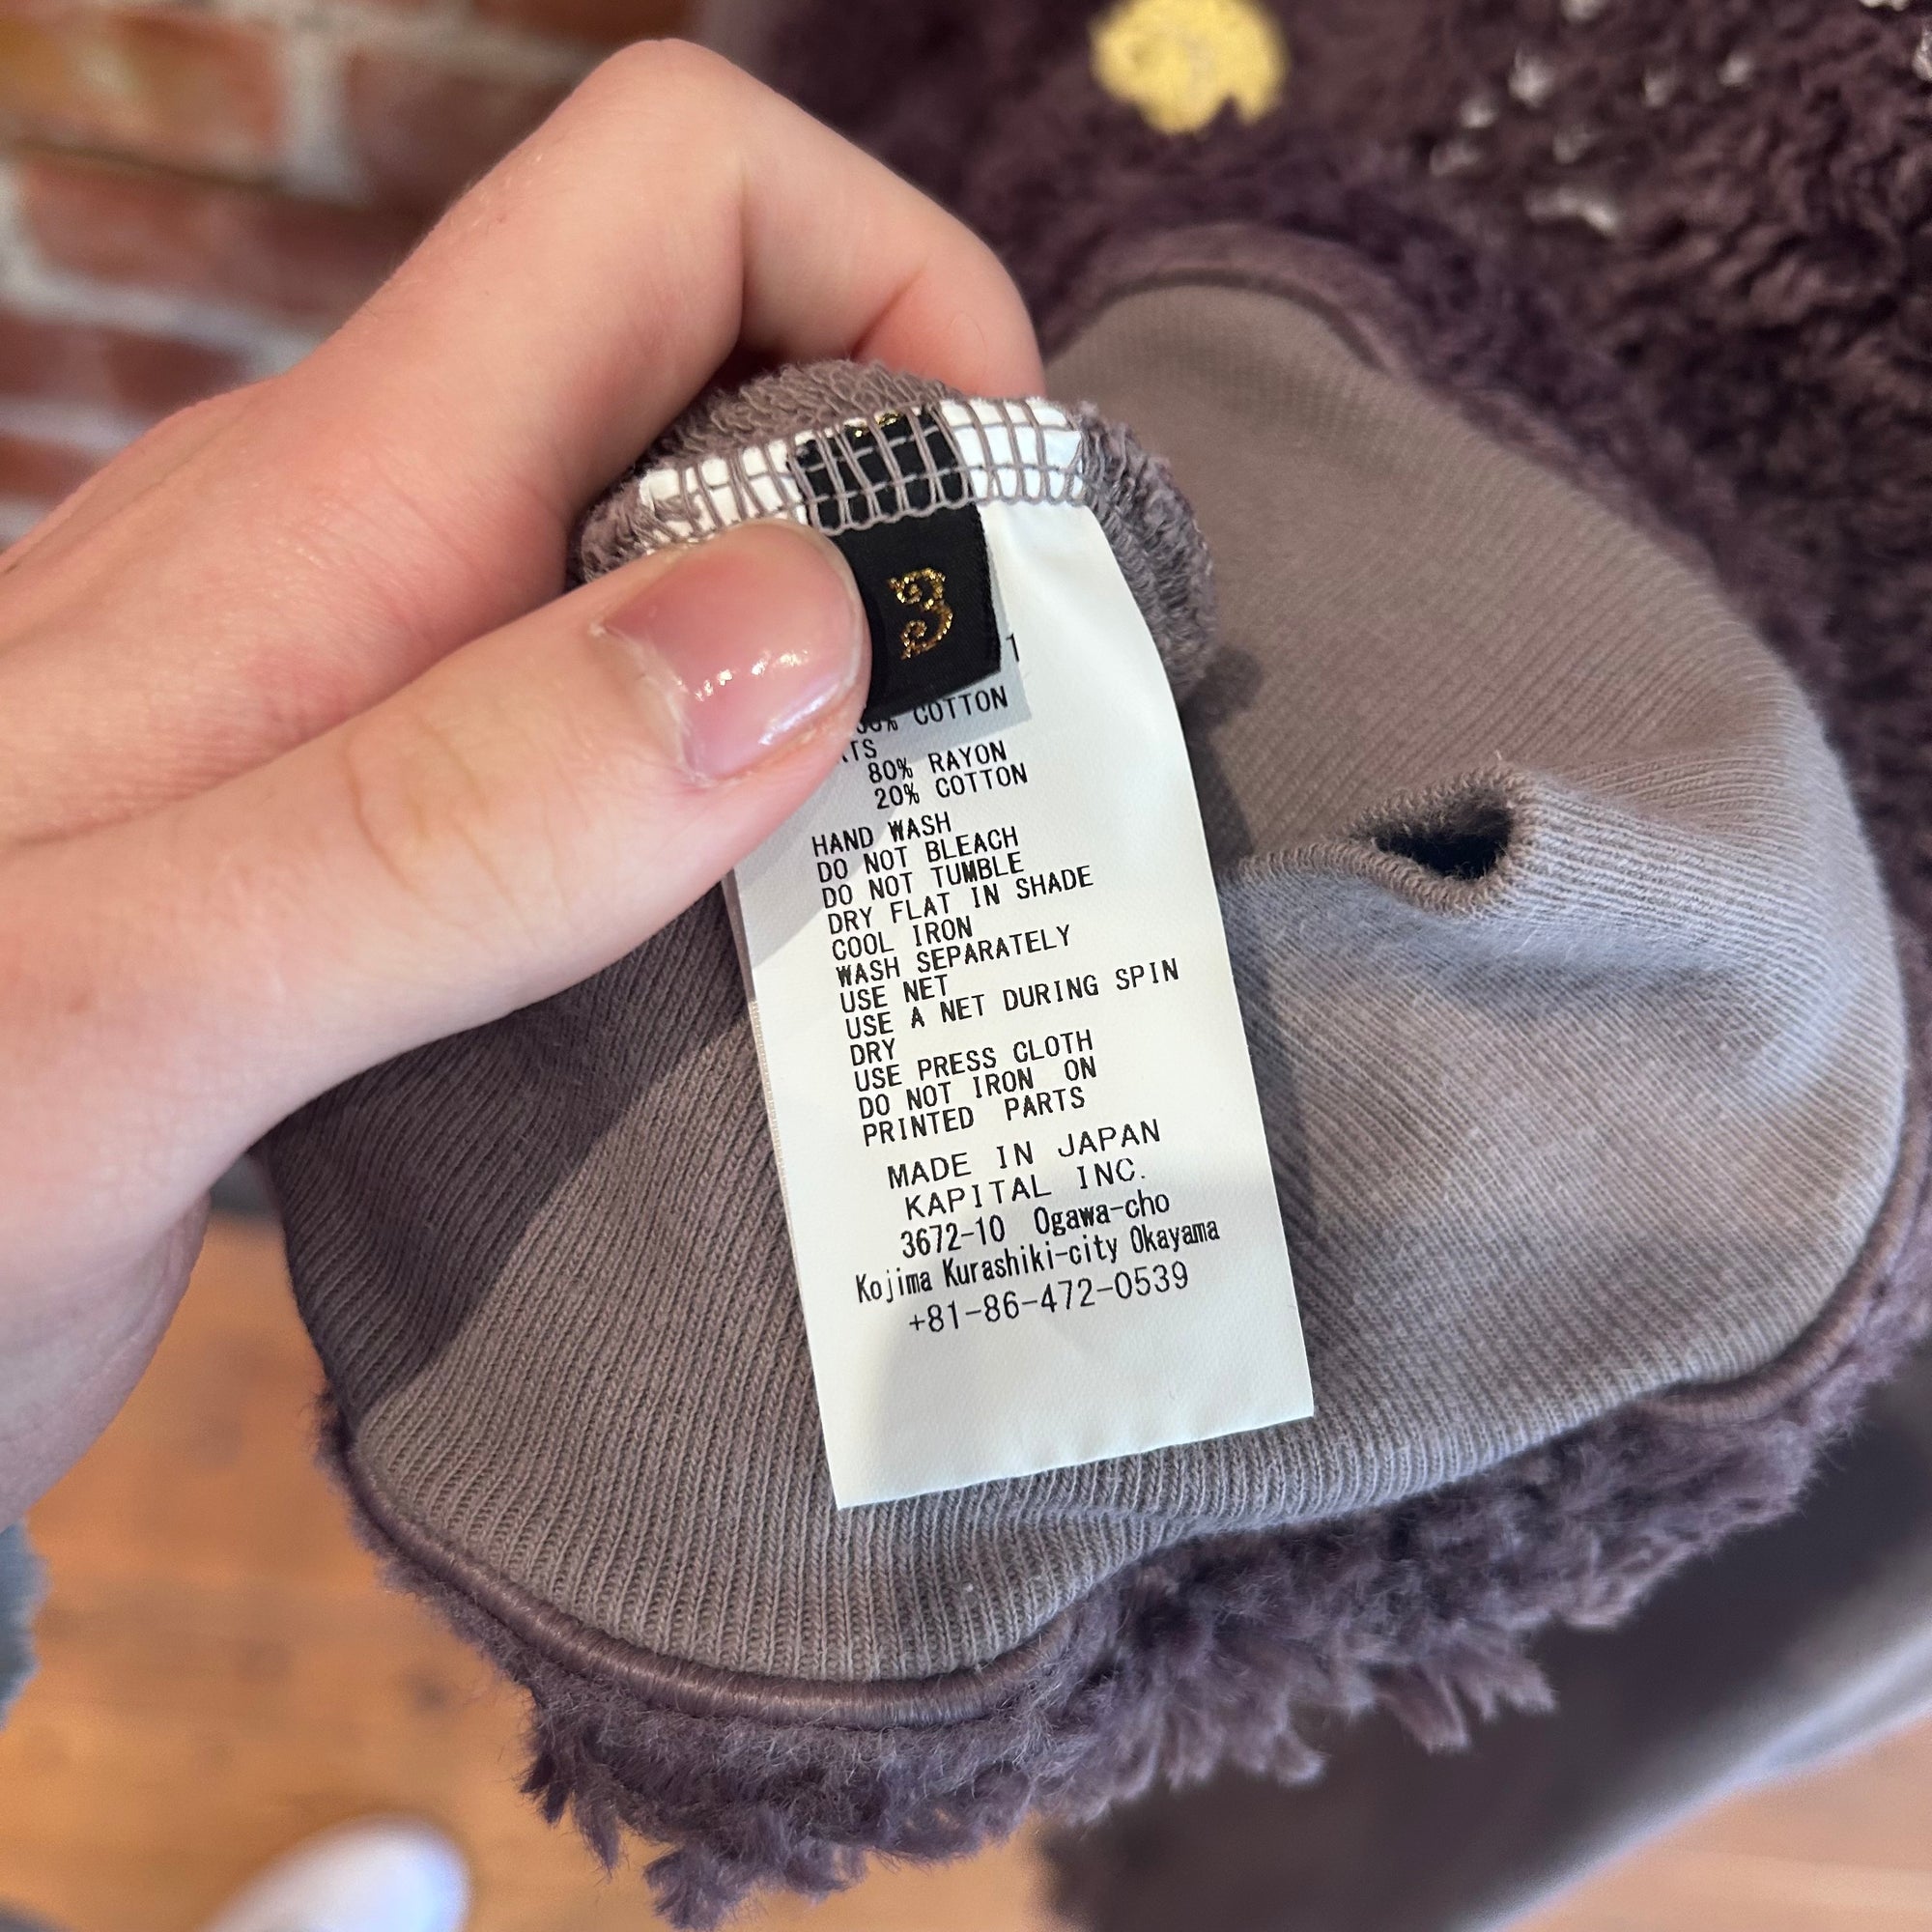 3
1
COTTON
80% RAYON
20% COTTON
HAND WASH
DO NOT BLEACH
DO NOT TUMBLE
DRY FLAT IN SHADE
COOL IRON
WASH SEPARATELY
USE NET
USE A NET DURING SPIN
DRY
USE PRESS CLOTH
DO NOT IRON ON
PRINTED PARTS
MADE IN JAPAN
KAPITAL INC.
3672-10 Ogawa-cho
Kojima Kurashiki-city Okayama
+81-86-472-0539